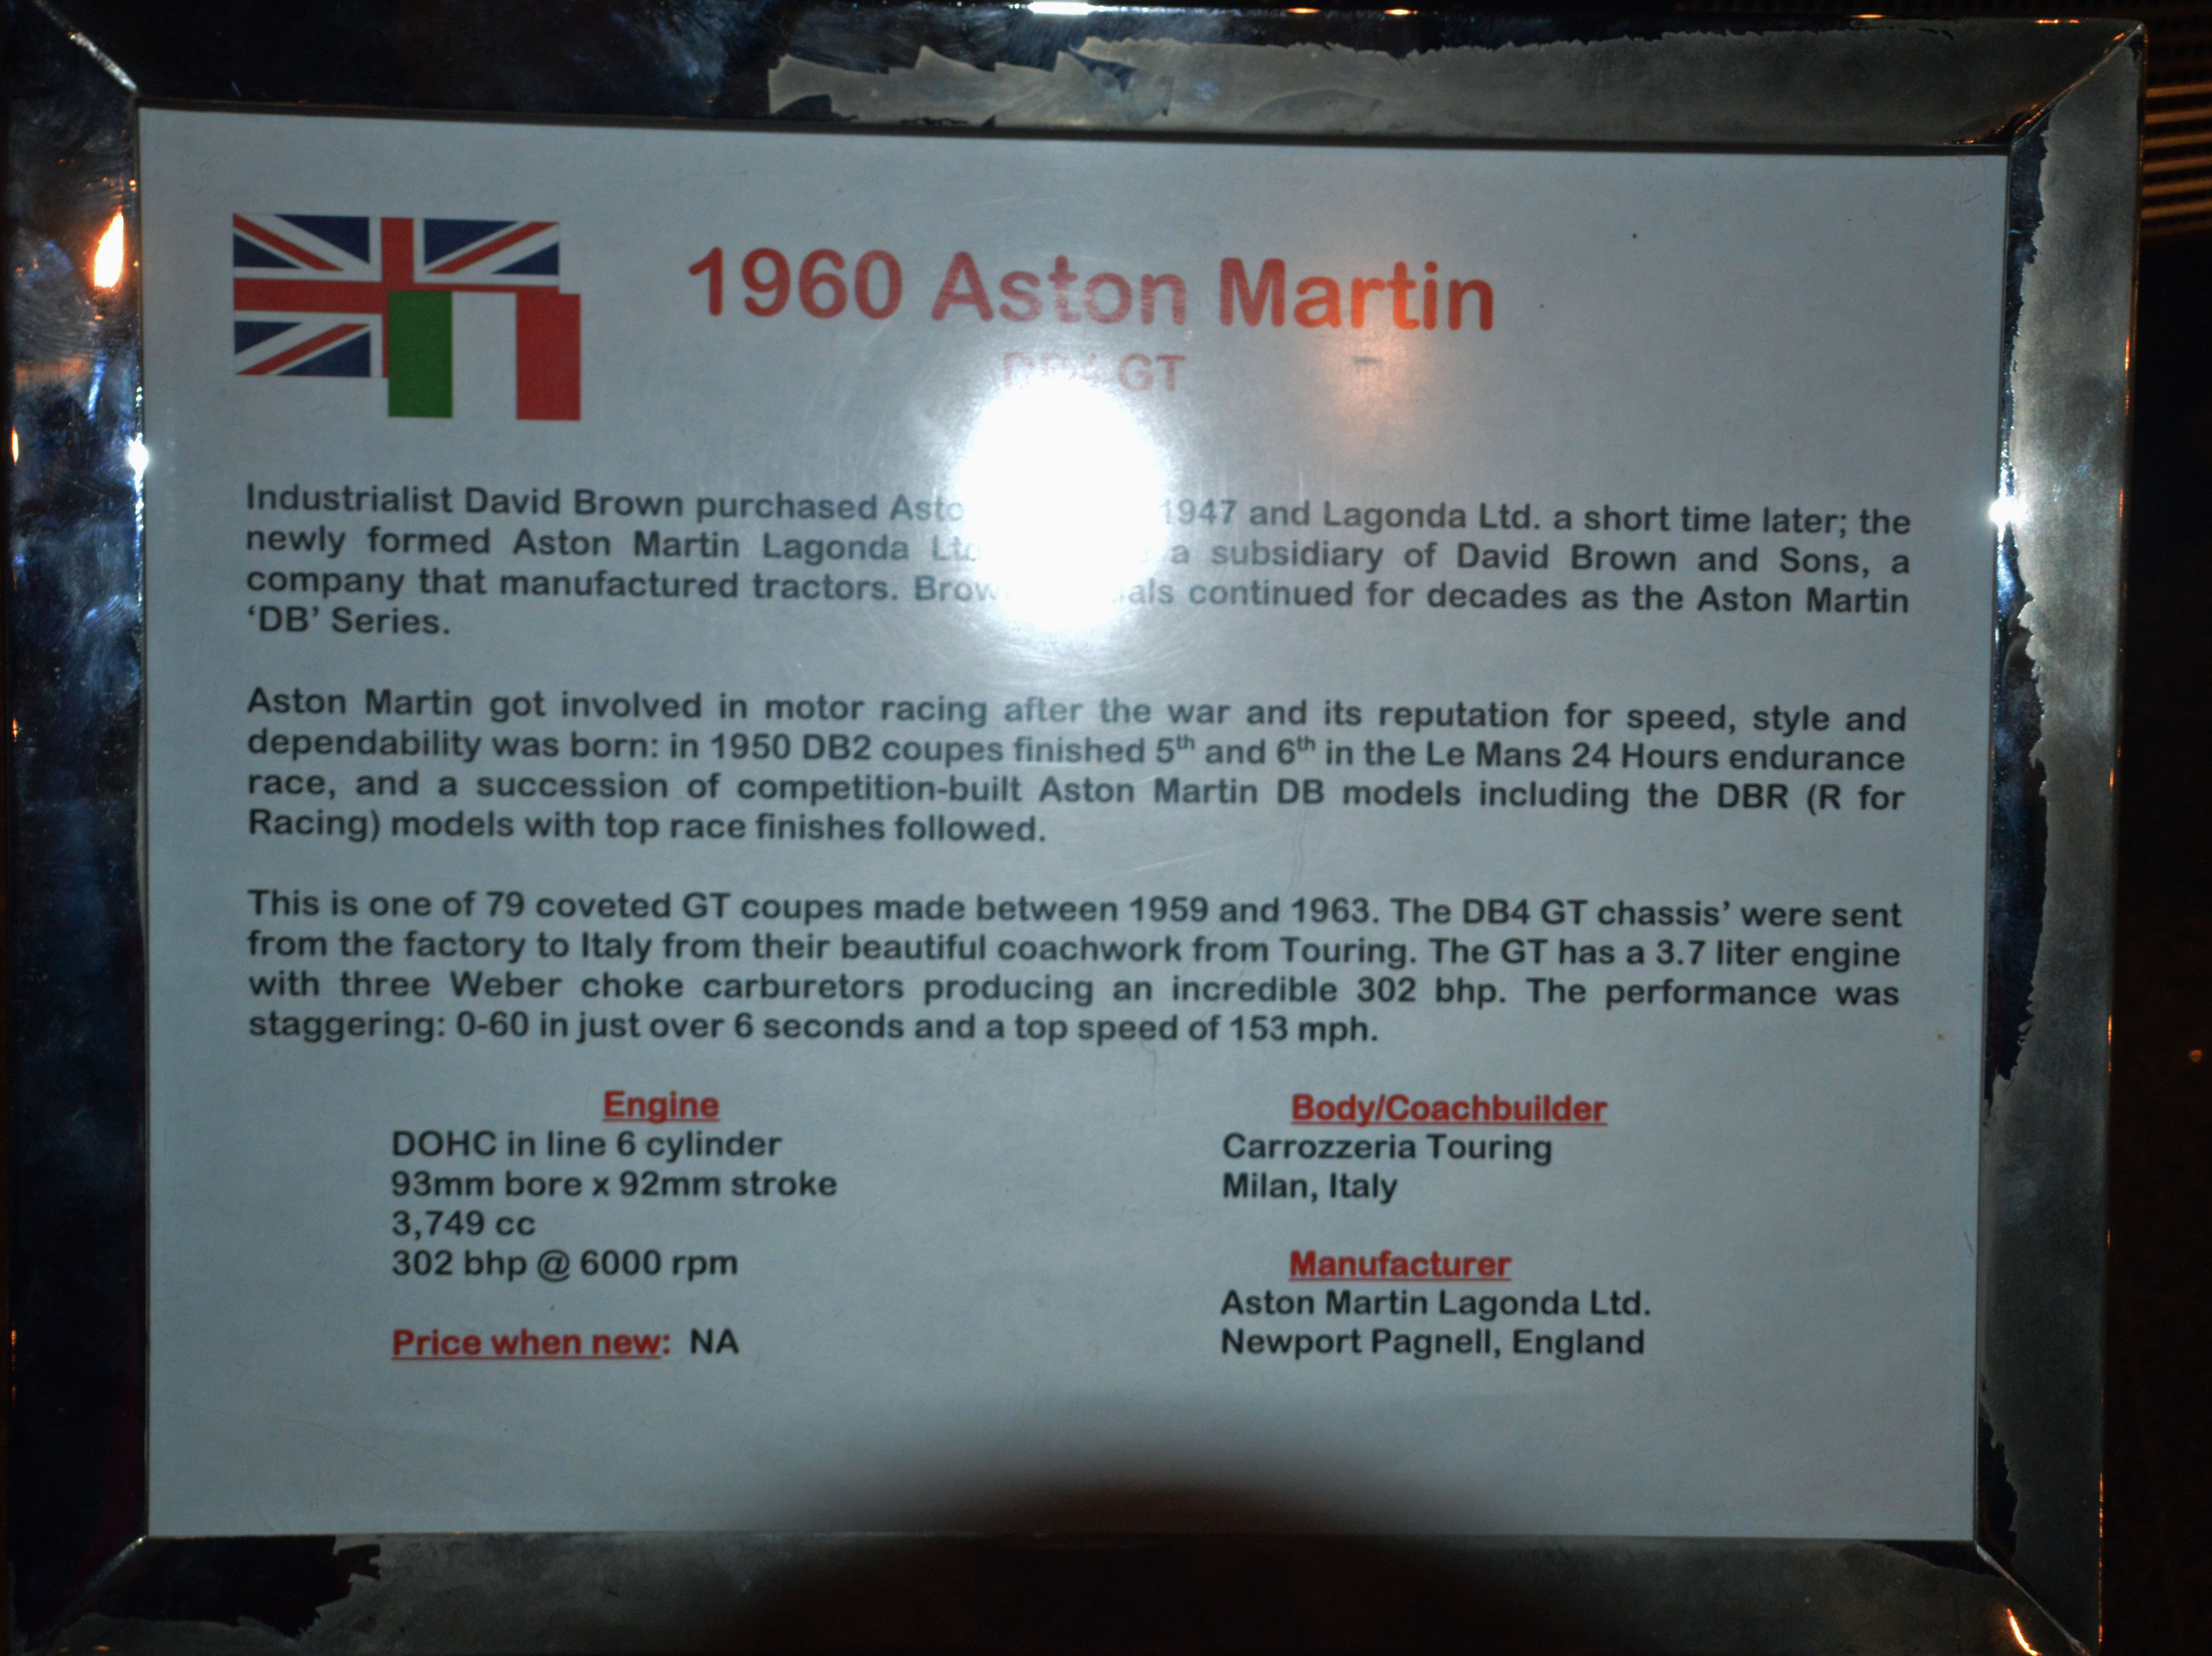 1960 Aston Martin
DB4 GT
Industrialist David Brown purchased 1947 and Lagonda Ltd. a short time later; the
newly formed Aston Martin Lagonda a subsidiary of David Brown and Sons, a
company that manufactured tractors. continued for decades as the Aston Martin
‘DB’ Series.
Aston Martin got involved in motor racing after the war and its reputation for speed, style and
dependability was born: in 1950 DB2 coupes finished 5th and 6th in the Le Mans 24 Hours endurance
race, and a succession of competition-built Aston Martin DB models including the DBR (R for
Racing) models with top race finishes followed.
This is one of 79 coveted GT coupes made between 1959 and 1963. The DB4 GT chassis’ were sent
from the factory to Italy from their beautiful coachwork from Touring. The GT has a 3.7 liter engine
with three Weber choke carburetors producing an incredible 302 bhp. The performance was
staggering: 0-60 in just over 6 seconds and a top speed of 153 mph.
Engine
DOHC in line 6 cylinder
93mm bore x 92mm stroke
3,749 cc
302 bhp @ 6000 rpm
Price when new: NA
Body/Coachbuilder
Carrozzeria Touring
Milan, Italy
Manufacturer
Aston Martin Lagonda Ltd.
Newport Pagnell, England